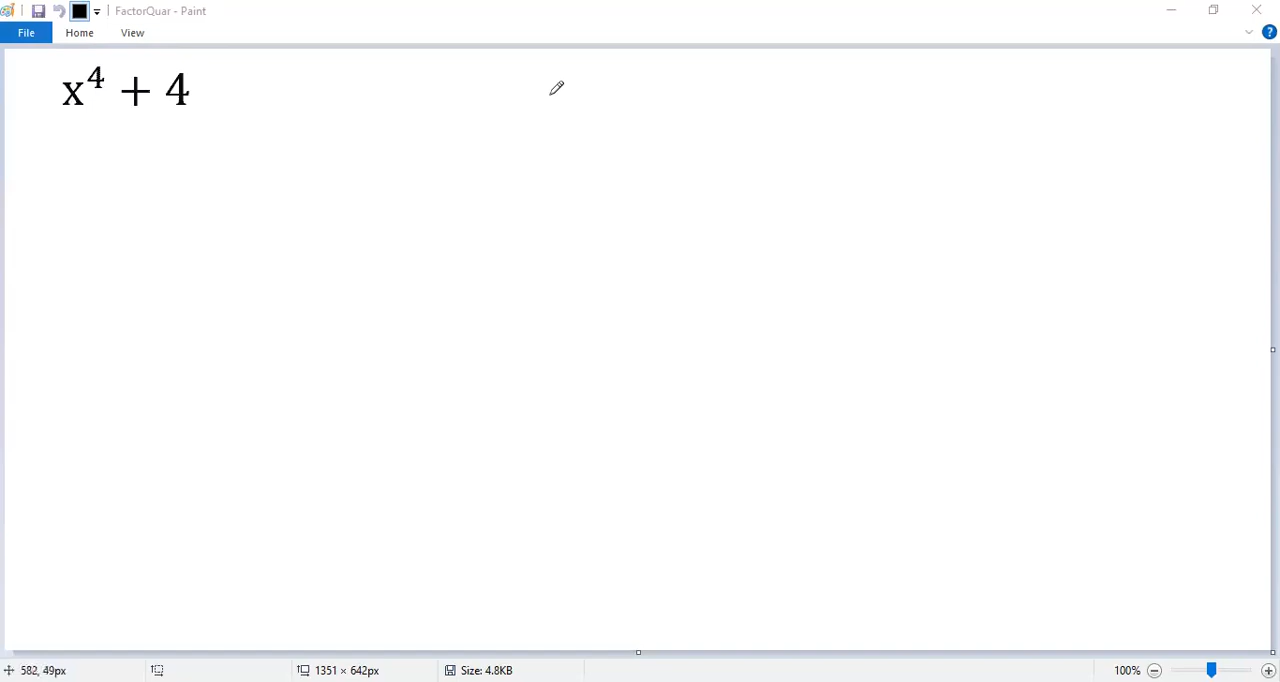 FactorQuar - Paint
File Home View
x⁴ + 4
582, 49px 1351 × 642px Size: 4.8KB 100%